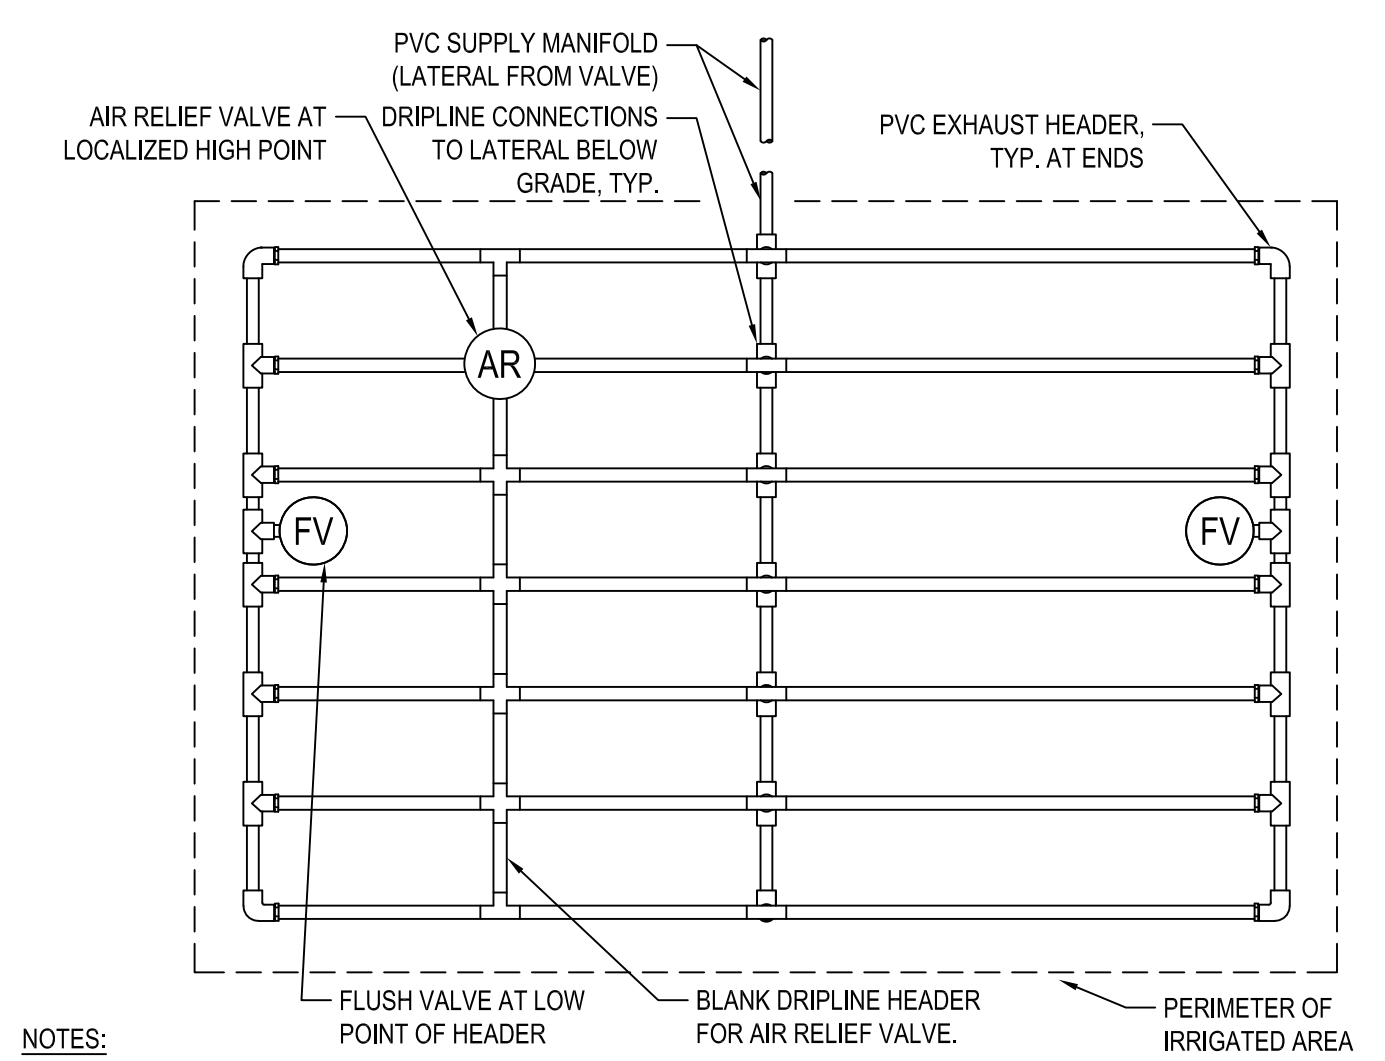 PVC SUPPLY MANIFOLD
(LATERAL FROM VALVE)
AIR RELIEF VALVE AT
LOCALIZED HIGH POINT
DRIPLINE CONNECTIONS
TO LATERAL BELOW
GRADE, TYP.
PVC EXHAUST HEADER,
TYP. AT ENDS
AR
FV
FV
FLUSH VALVE AT LOW
POINT OF HEADER
BLANK DRIPLINE HEADER
FOR AIR RELIEF VALVE.
PERIMETER OF
IRRIGATED AREA
NOTES: